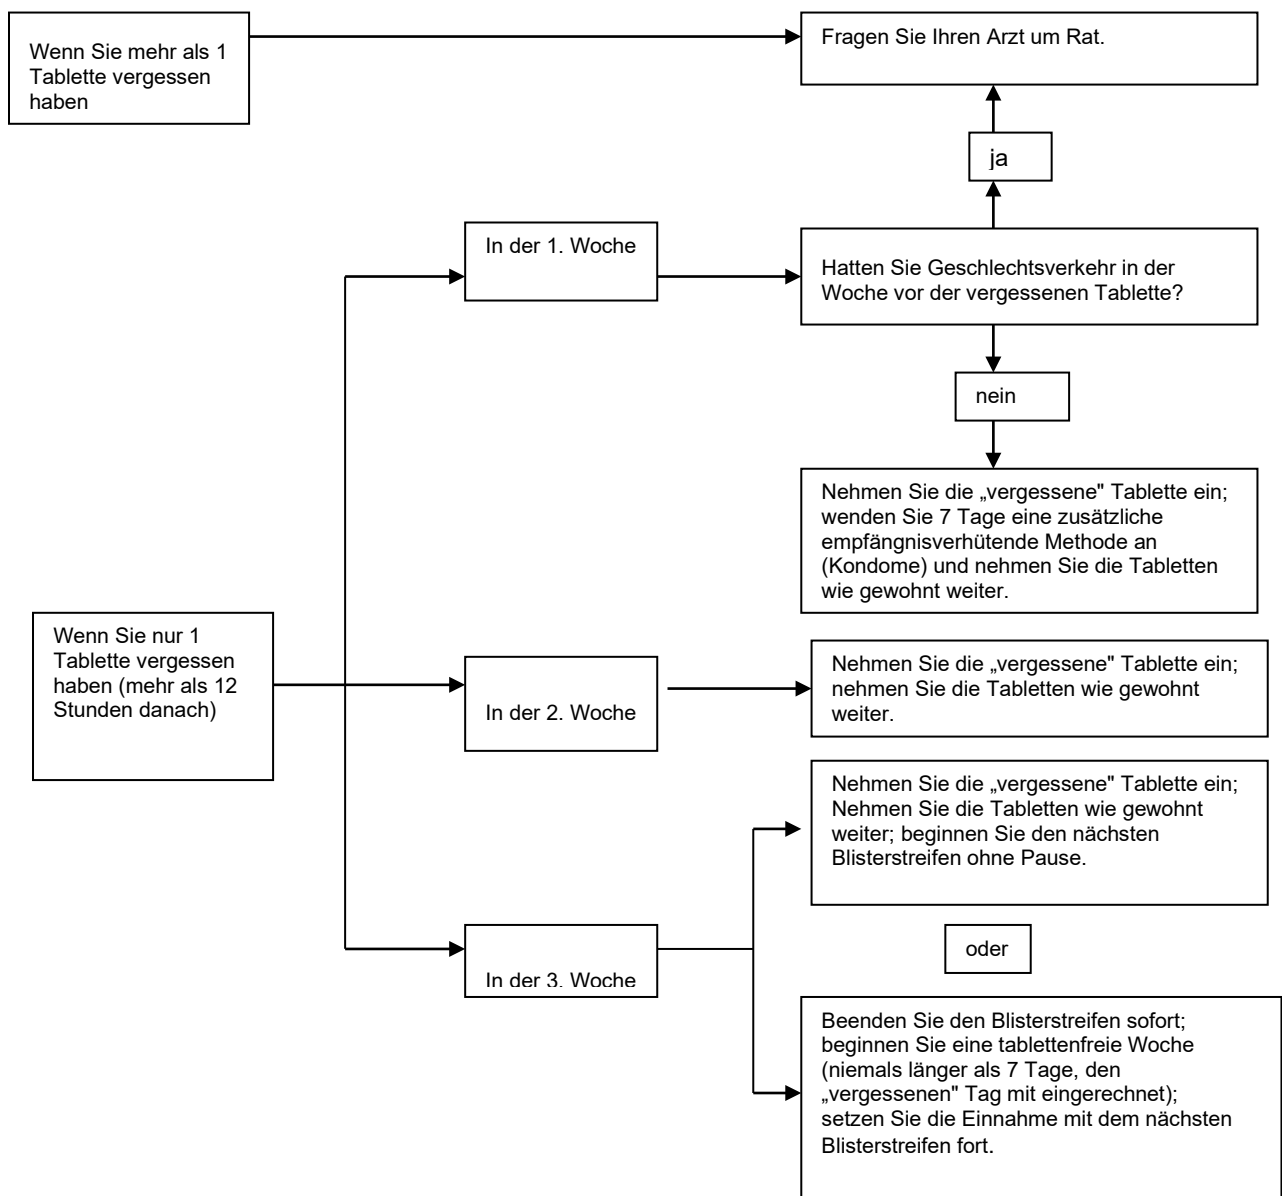 Wenn Sie mehr als 1
Tablette vergessen
haben
Fragen Sie Ihren Arzt um Rat.
ja
In der 1. Woche
Hatten Sie Geschlechtsverkehr in der
Woche vor der vergessenen Tablette?
nein
Nehmen Sie die „vergessene" Tablette ein;
wenden Sie 7 Tage eine zusätzliche
empfängnisverhütende Methode an
(Kondome) und nehmen Sie die Tabletten
wie gewohnt weiter.
Wenn Sie nur 1
Tablette vergessen
haben (mehr als 12
Stunden danach)
In der 2. Woche
Nehmen Sie die „vergessene" Tablette ein;
nehmen Sie die Tabletten wie gewohnt
weiter.
Nehmen Sie die „vergessene" Tablette ein;
Nehmen Sie die Tabletten wie gewohnt
weiter; beginnen Sie den nächsten
Blisterstreifen ohne Pause.
In der 3. Woche
oder
Beenden Sie den Blisterstreifen sofort;
beginnen Sie eine tablettenfreie Woche
(niemals länger als 7 Tage, den
„vergessenen" Tag mit eingerechnet);
setzen Sie die Einnahme mit dem nächsten
Blisterstreifen fort.